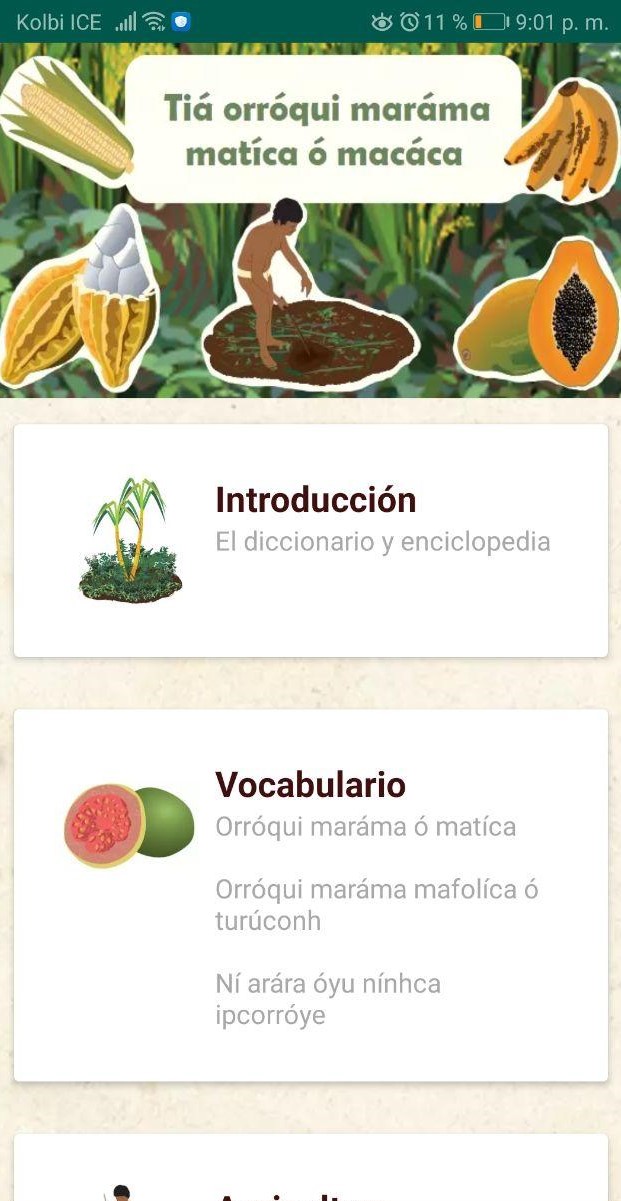 Kolbi ICE 11 % 9:01 p. m.
Tiá orróqui maráma
matíca ó macáca
Introducción
El diccionario y enciclopedia
Vocabulario
Orróqui maráma ó matíca
Orróqui maráma mafolíca ó
turúconh
Ní arára óyu nínhca
ipcorróye